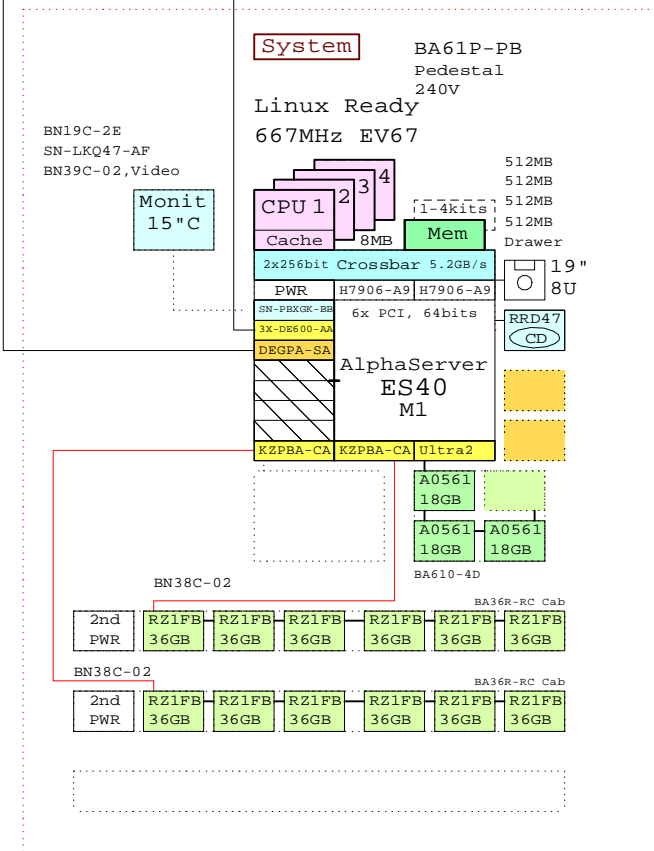 System
BA61P-PB
Pedestal
240V
Linux Ready
667MHz EV67
BN19C-2E
SN-LKQ47-AF
BN39C-02,Video
Monit
15"C
CPU 1
2
3
4
Cache
8MB
1-4kits
Mem
512MB
512MB
512MB
512MB
Drawer
2x256bit Crossbar 5.2GB/s
19"
8U
PWR
H7906-A9
H7906-A9
SN-PBXGK-BB
3X-DE600-AA
DEGPA-SA
6x PCI, 64bits
RRD47
CD
AlphaServer
ES40
M1
KZPBA-CA
KZPBA-CA
Ultra2
A0561
18GB
A0561
18GB
A0561
18GB
BA610-4D
BN38C-02
BA36R-RC Cab
2nd
PWR
RZ1FB
36GB
RZ1FB
36GB
RZ1FB
36GB
RZ1FB
36GB
RZ1FB
36GB
RZ1FB
36GB
BN38C-02
BA36R-RC Cab
2nd
PWR
RZ1FB
36GB
RZ1FB
36GB
RZ1FB
36GB
RZ1FB
36GB
RZ1FB
36GB
RZ1FB
36GB